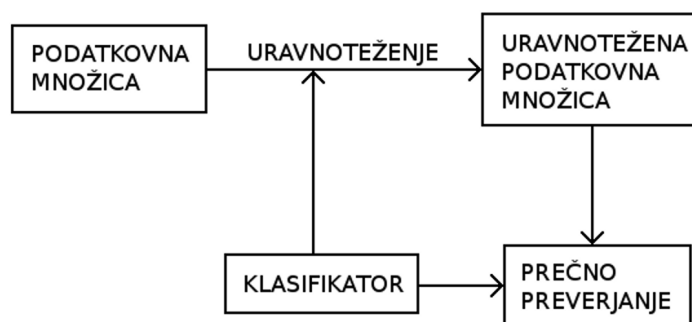 PODATKOVNA
MNOŽICA
URAVNOTEŽENJE
URAVNOTEŽENA
PODATKOVNA
MNOŽICA
KLASIFIKATOR
PREČNO
PREVERJANJE